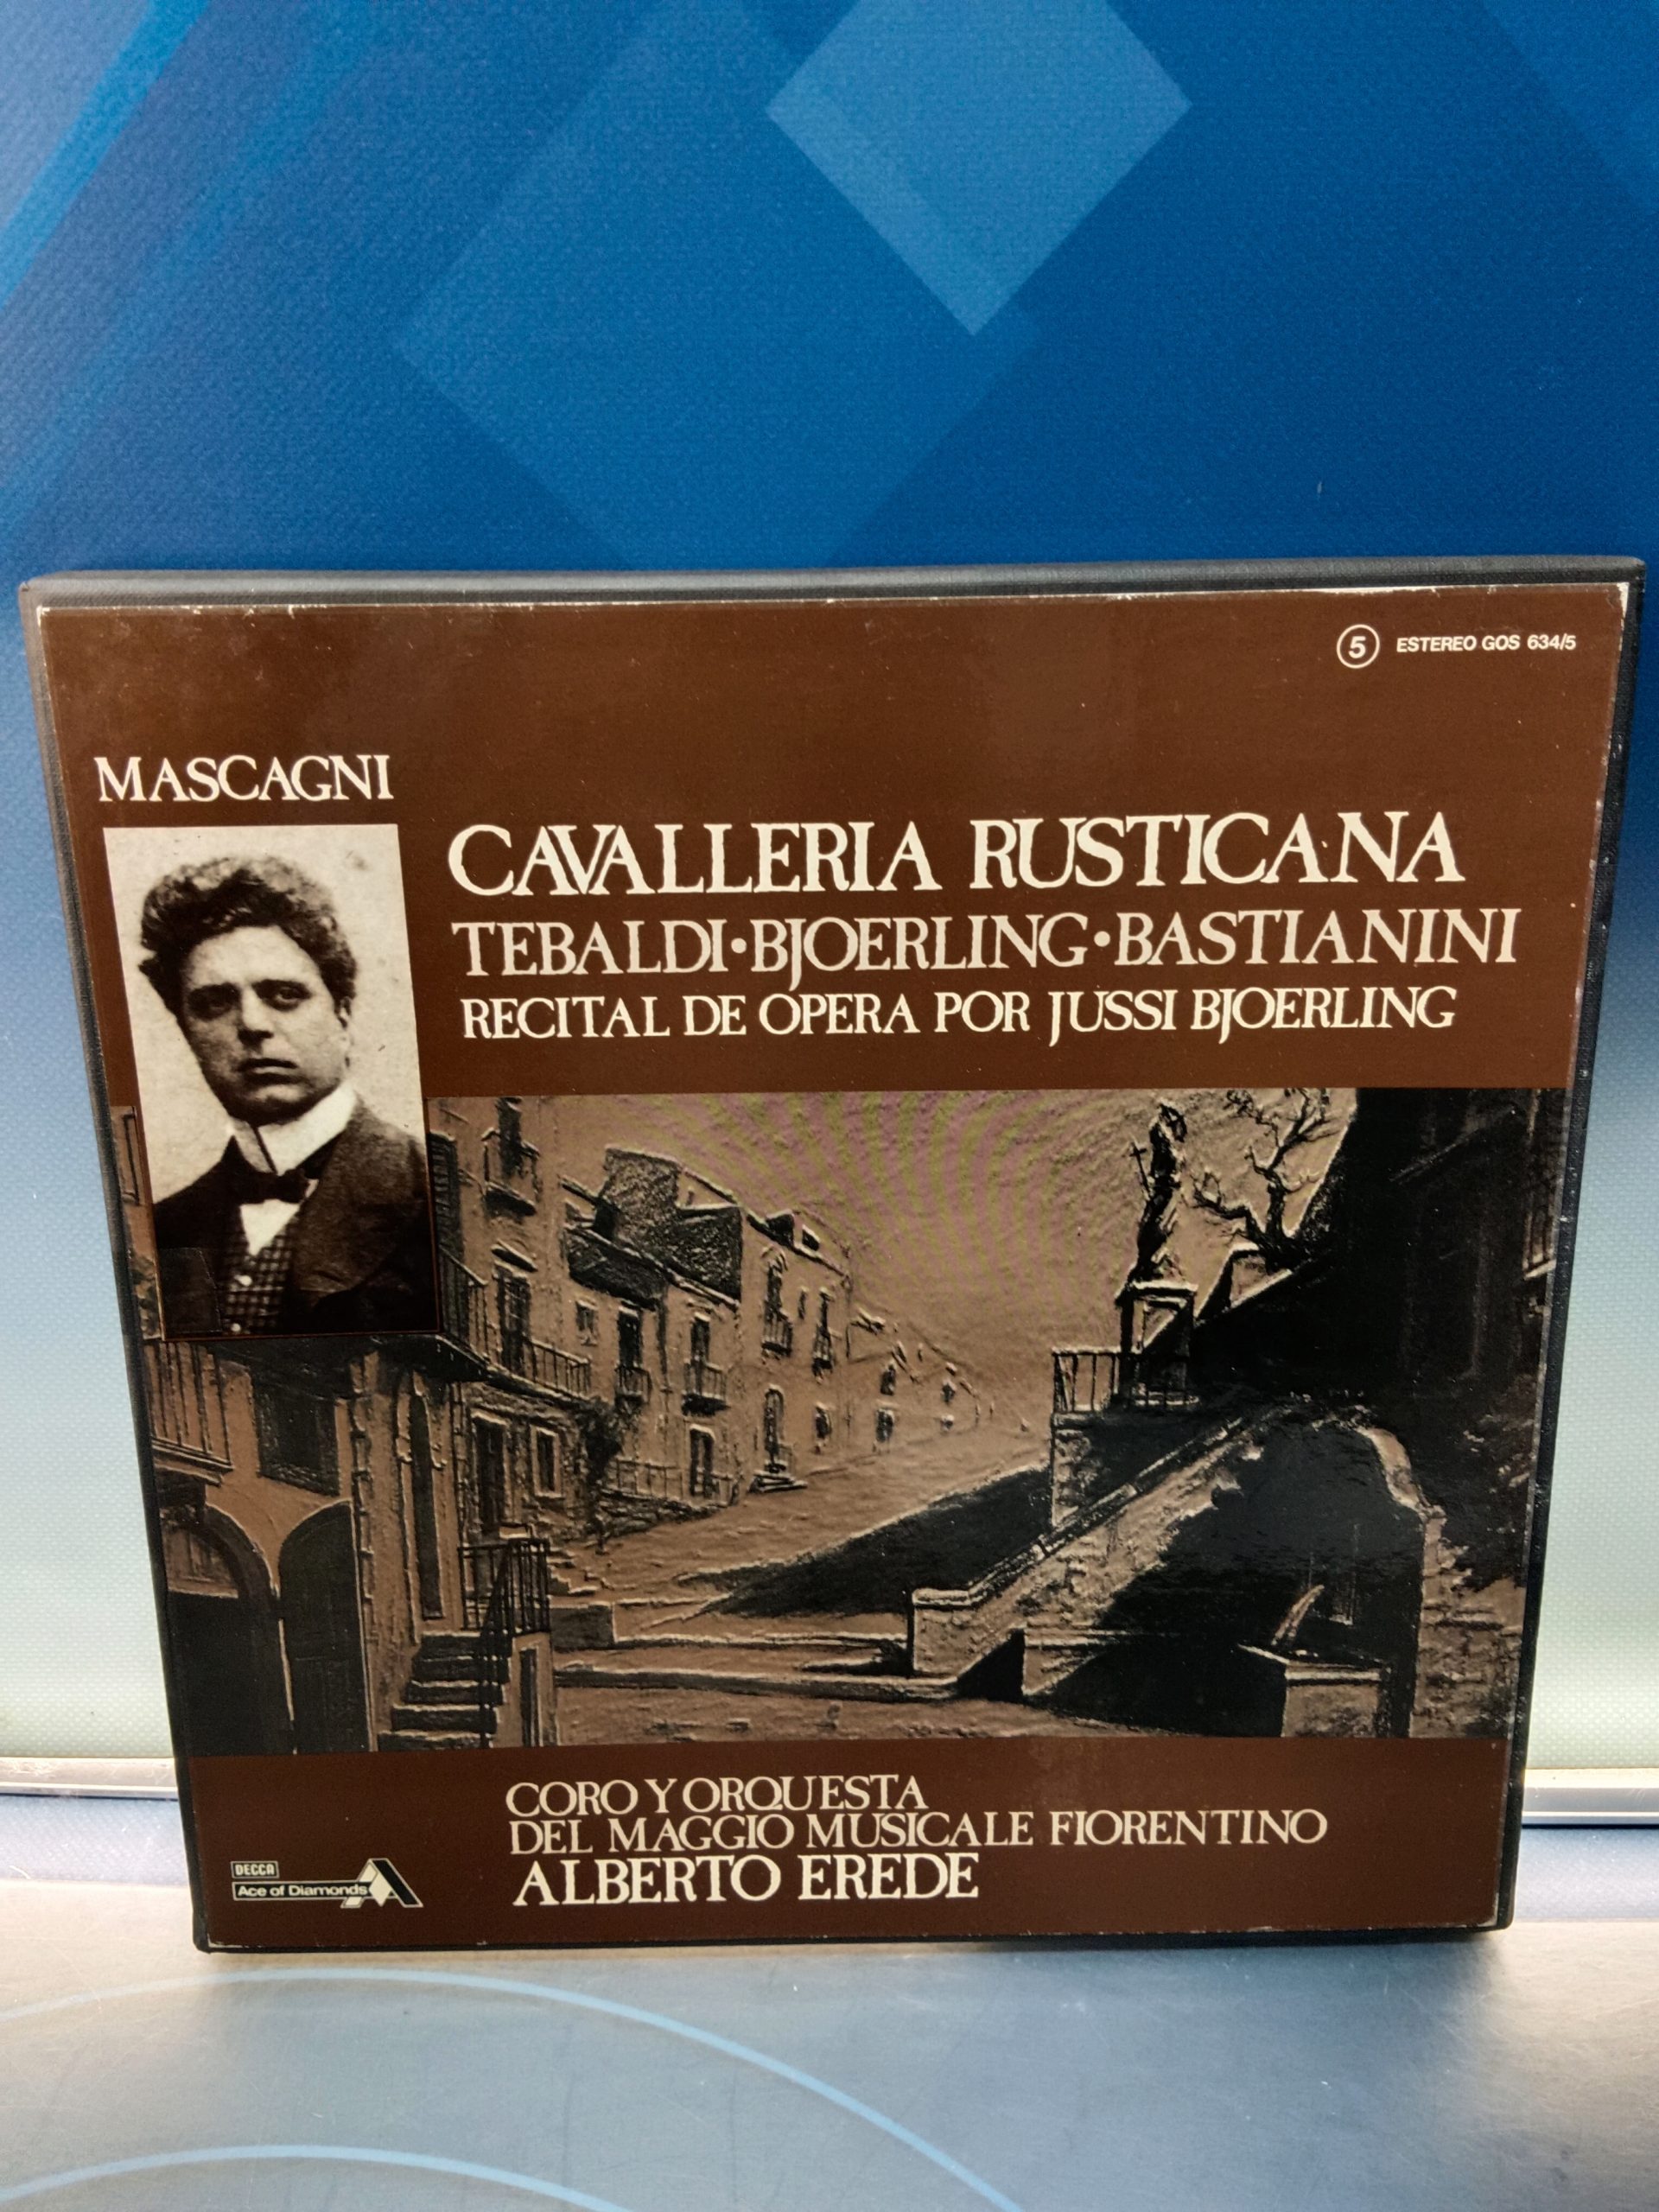 5 ESTEREO GOS 634/5
MASCAGNI
CAVALLERIA RUSTICANA
TEBALDI•BJOERLING•BASTIANINI
RECITAL DE OPERA POR JUSSI BJOERLING
CORO Y ORQUESTA
DEL MAGGIO MUSICALE FIORENTINO
ALBERTO EREDE
DECCA
Ace of Diamonds